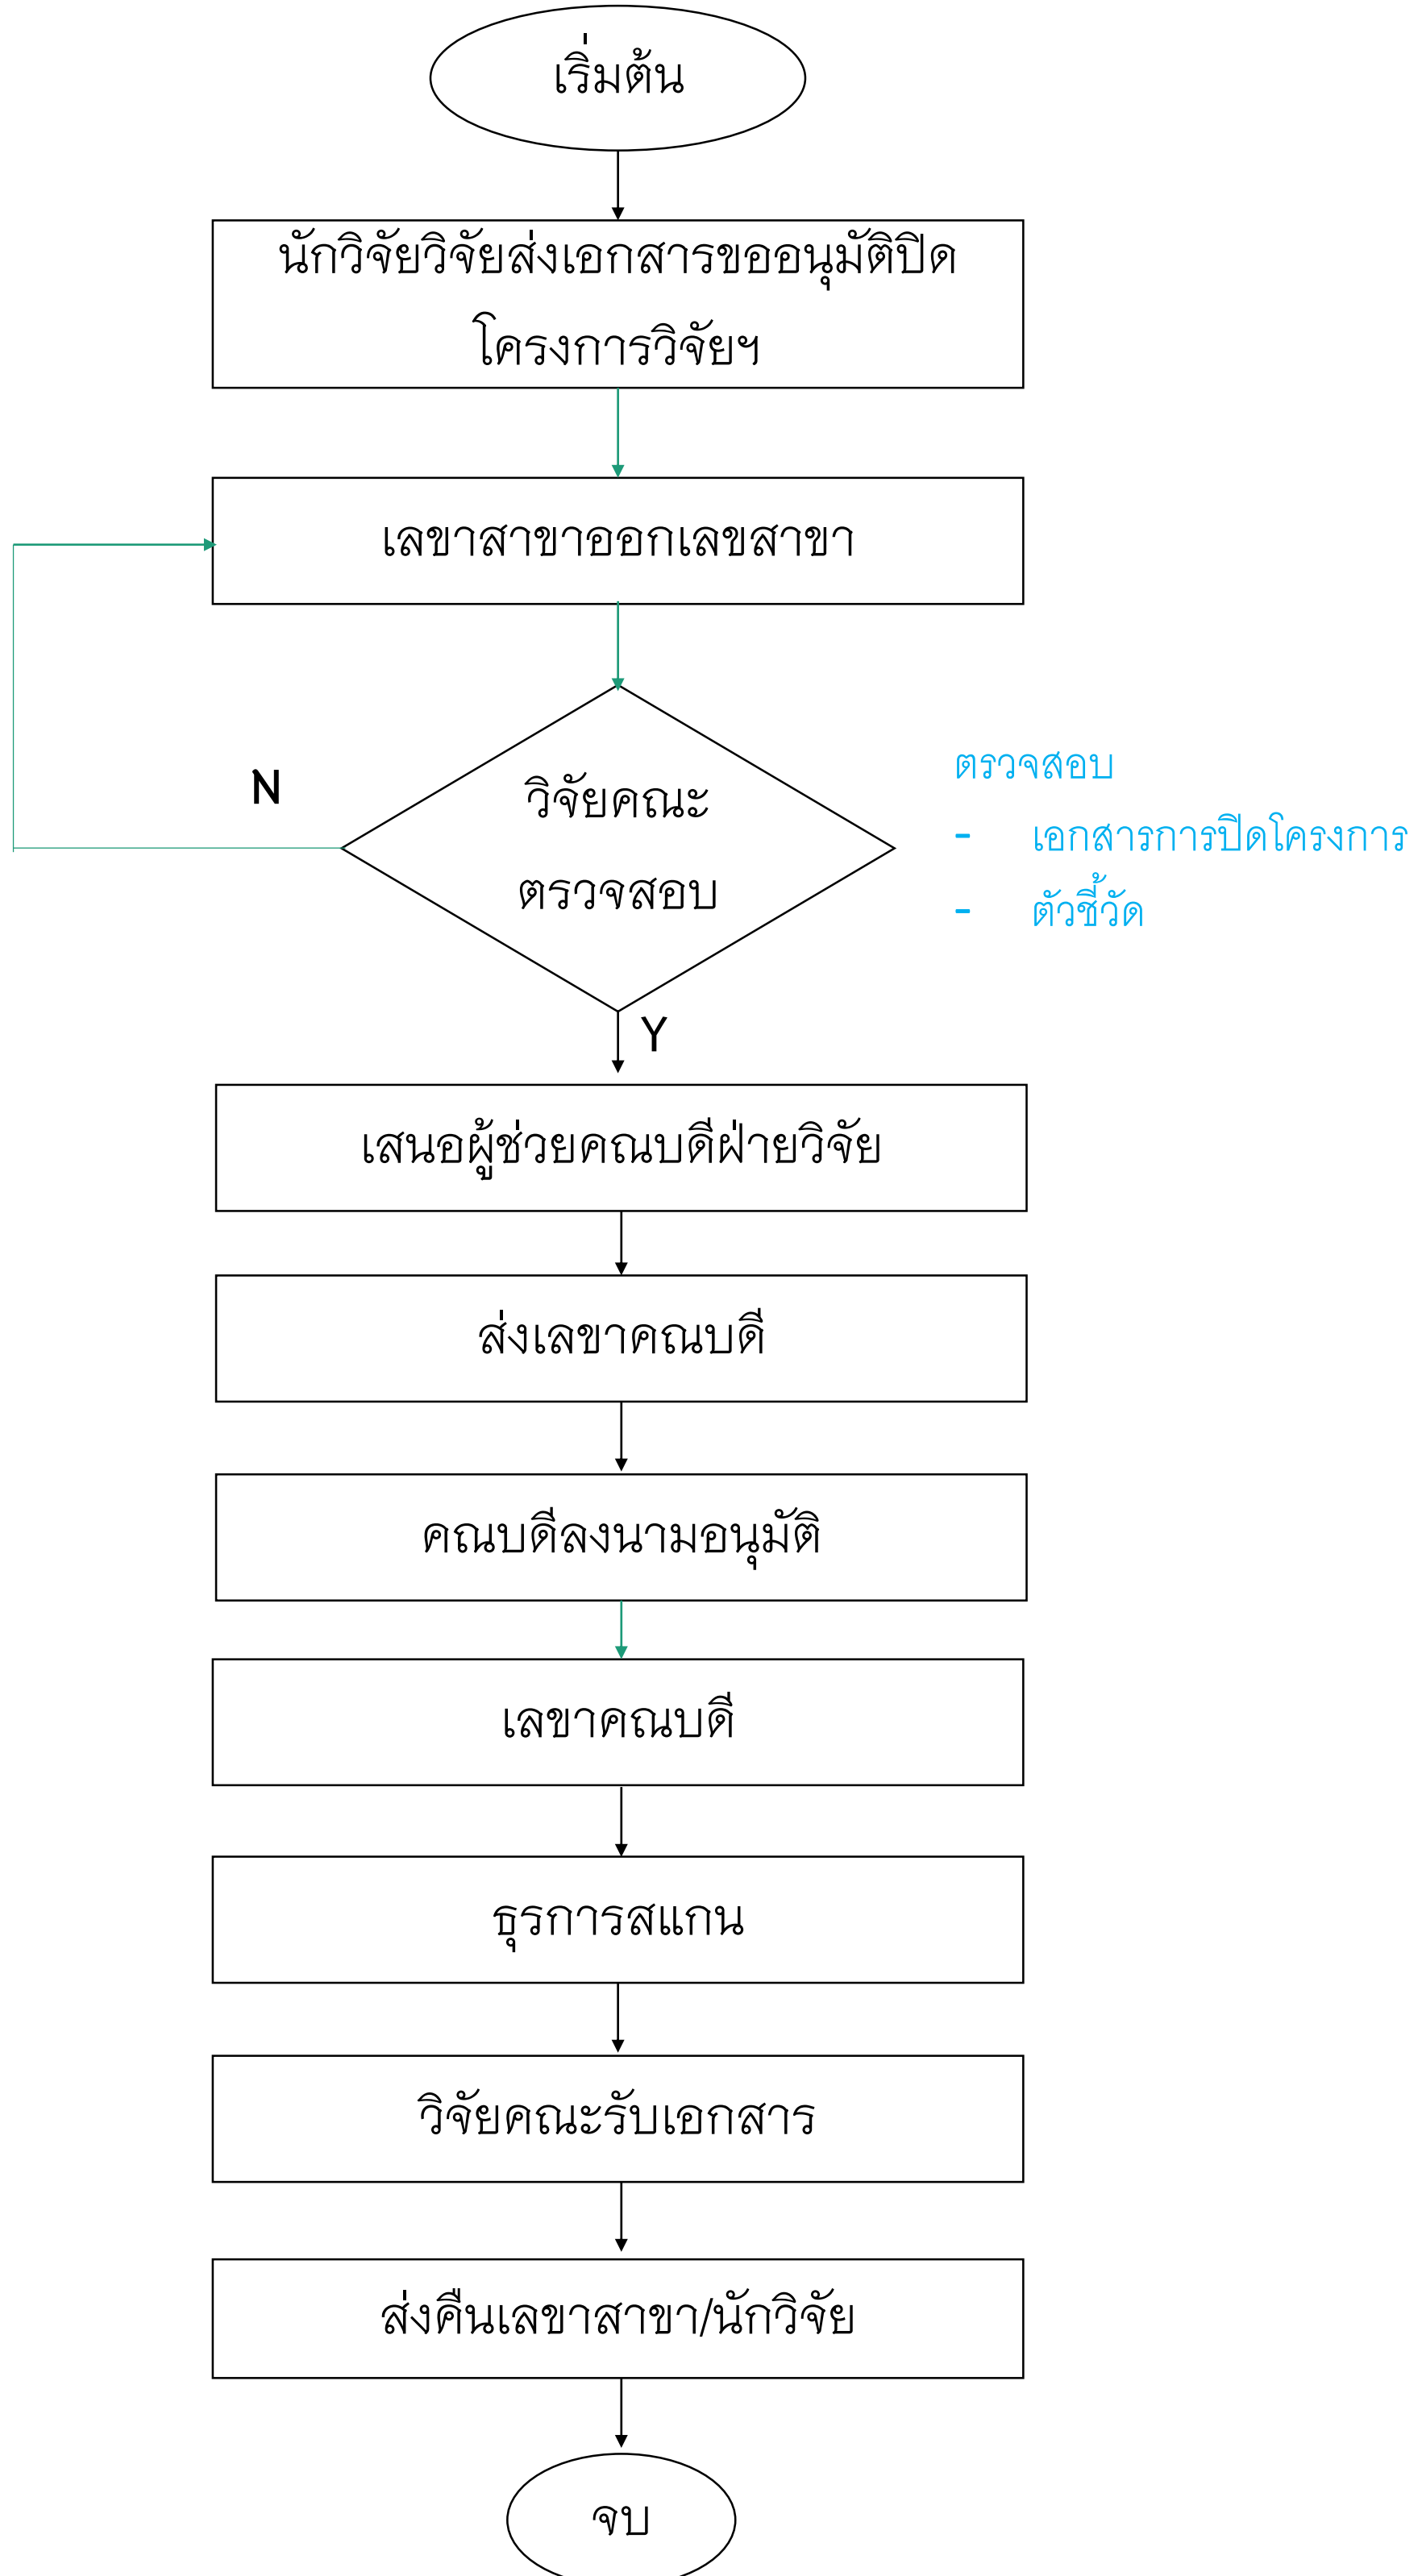 เริ่มต้น
นักวิจัยวิจัยส่งเอกสารขออนุมัติปิด
โครงการวิจัยฯ
เลขาสาขาออกเลขสาขา
N
วิจัยคณะ
ตรวจสอบ
ตรวจสอบ
- เอกสารการปิดโครงการ
- ตัวชี้วัด
Y
เสนอผู้ช่วยคณบดีฝ่ายวิจัย
ส่งเลขาคณบดี
คณบดีลงนามอนุมัติ
เลขาคณบดี
ธุรการสแกน
วิจัยคณะรับเอกสาร
ส่งคืนเลขาสาขา/นักวิจัย
จบ